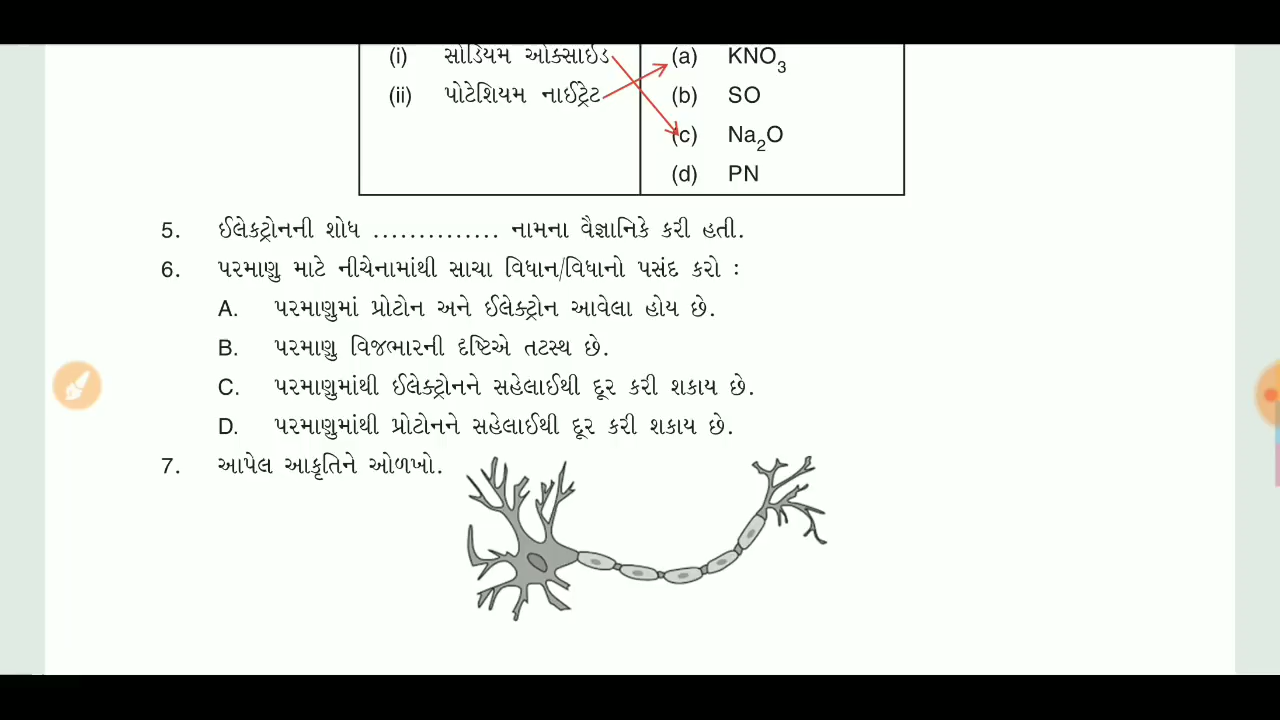 (i) સોડિયમ ઓક્સાઈડ (a) KNO₃
(ii) પોટેશિયમ નાઈટ્રેટ (b) SO
(c) Na₂O
(d) PN
5. ઈલેક્ટ્રોનની શોધ .............. નામના વૈજ્ઞાનિકે કરી હતી.
6. પરમાણુ માટે નીચેનામાંથી સાચા વિધાન/વિધાનો પસંદ કરો :
A. પરમાણુમાં પ્રોટોન અને ઈલેક્ટ્રોન આવેલા હોય છે.
B. પરમાણુ વિજભારની દૃષ્ટિએ તટસ્થ છે.
C. પરમાણુમાંથી ઈલેક્ટ્રોનને સહેલાઈથી દૂર કરી શકાય છે.
D. પરમાણુમાંથી પ્રોટોનને સહેલાઈથી દૂર કરી શકાય છે.
7. આપેલ આકૃતિને ઓળખો.